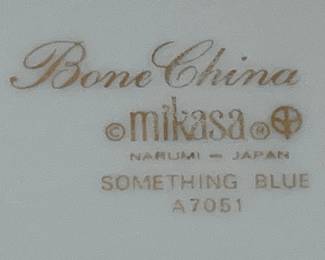 Bone China
© mikasa ®
NARUMI – JAPAN
SOMETHING BLUE
A7051